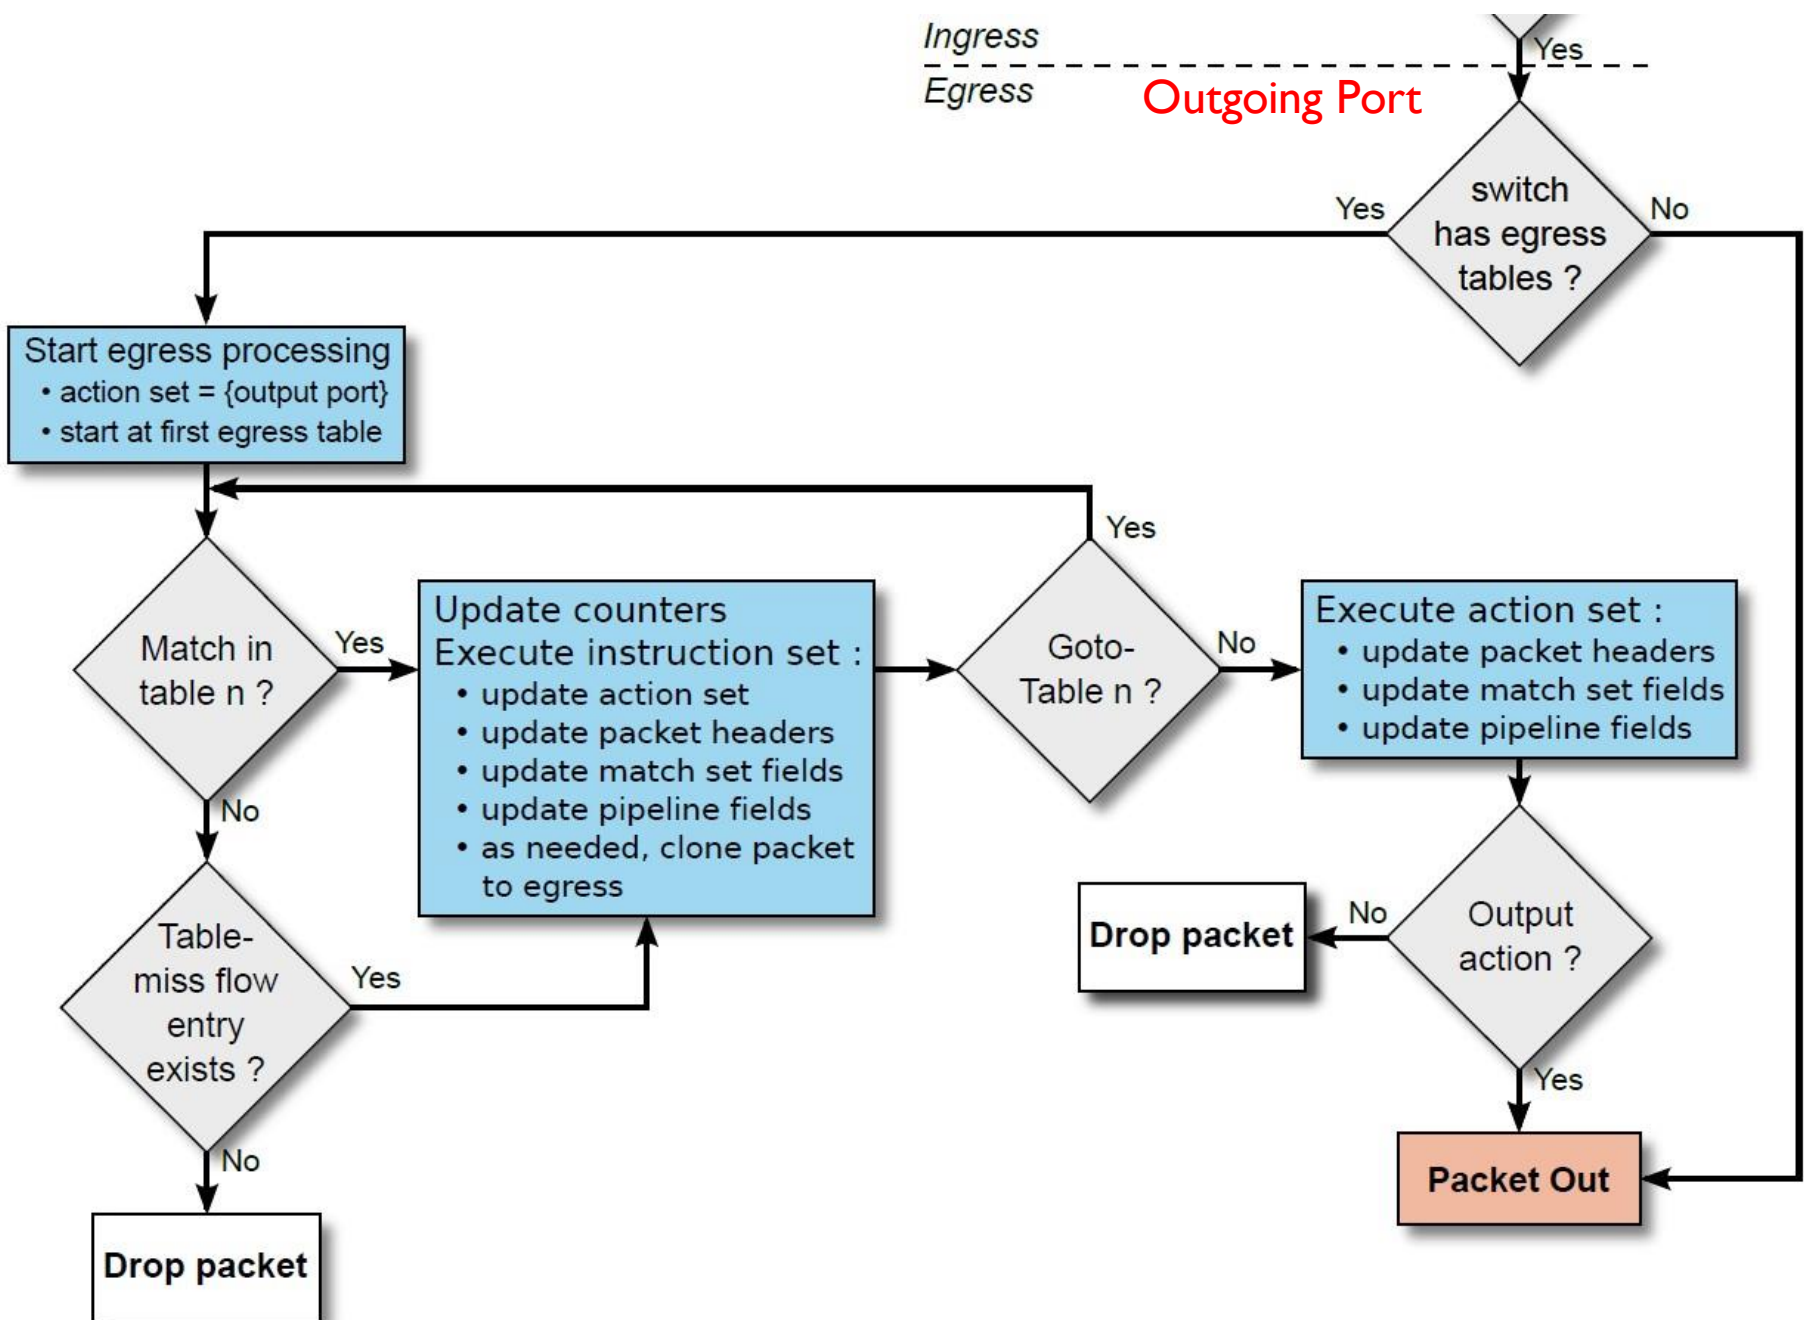 Ingress
Yes
Egress
Outgoing Port
switch
has egress
tables ?
Yes
No
Start egress processing
• action set = {output port}
• start at first egress table
Yes
Match in
table n ?
Yes
Update counters
Execute instruction set :
• update action set
• update packet headers
• update match set fields
• update pipeline fields
• as needed, clone packet
to egress
Goto-
Table n ?
No
Execute action set :
• update packet headers
• update match set fields
• update pipeline fields
No
Table-
miss flow
entry
exists ?
Yes
Drop packet
No
Output
action ?
Yes
No
Packet Out
Drop packet